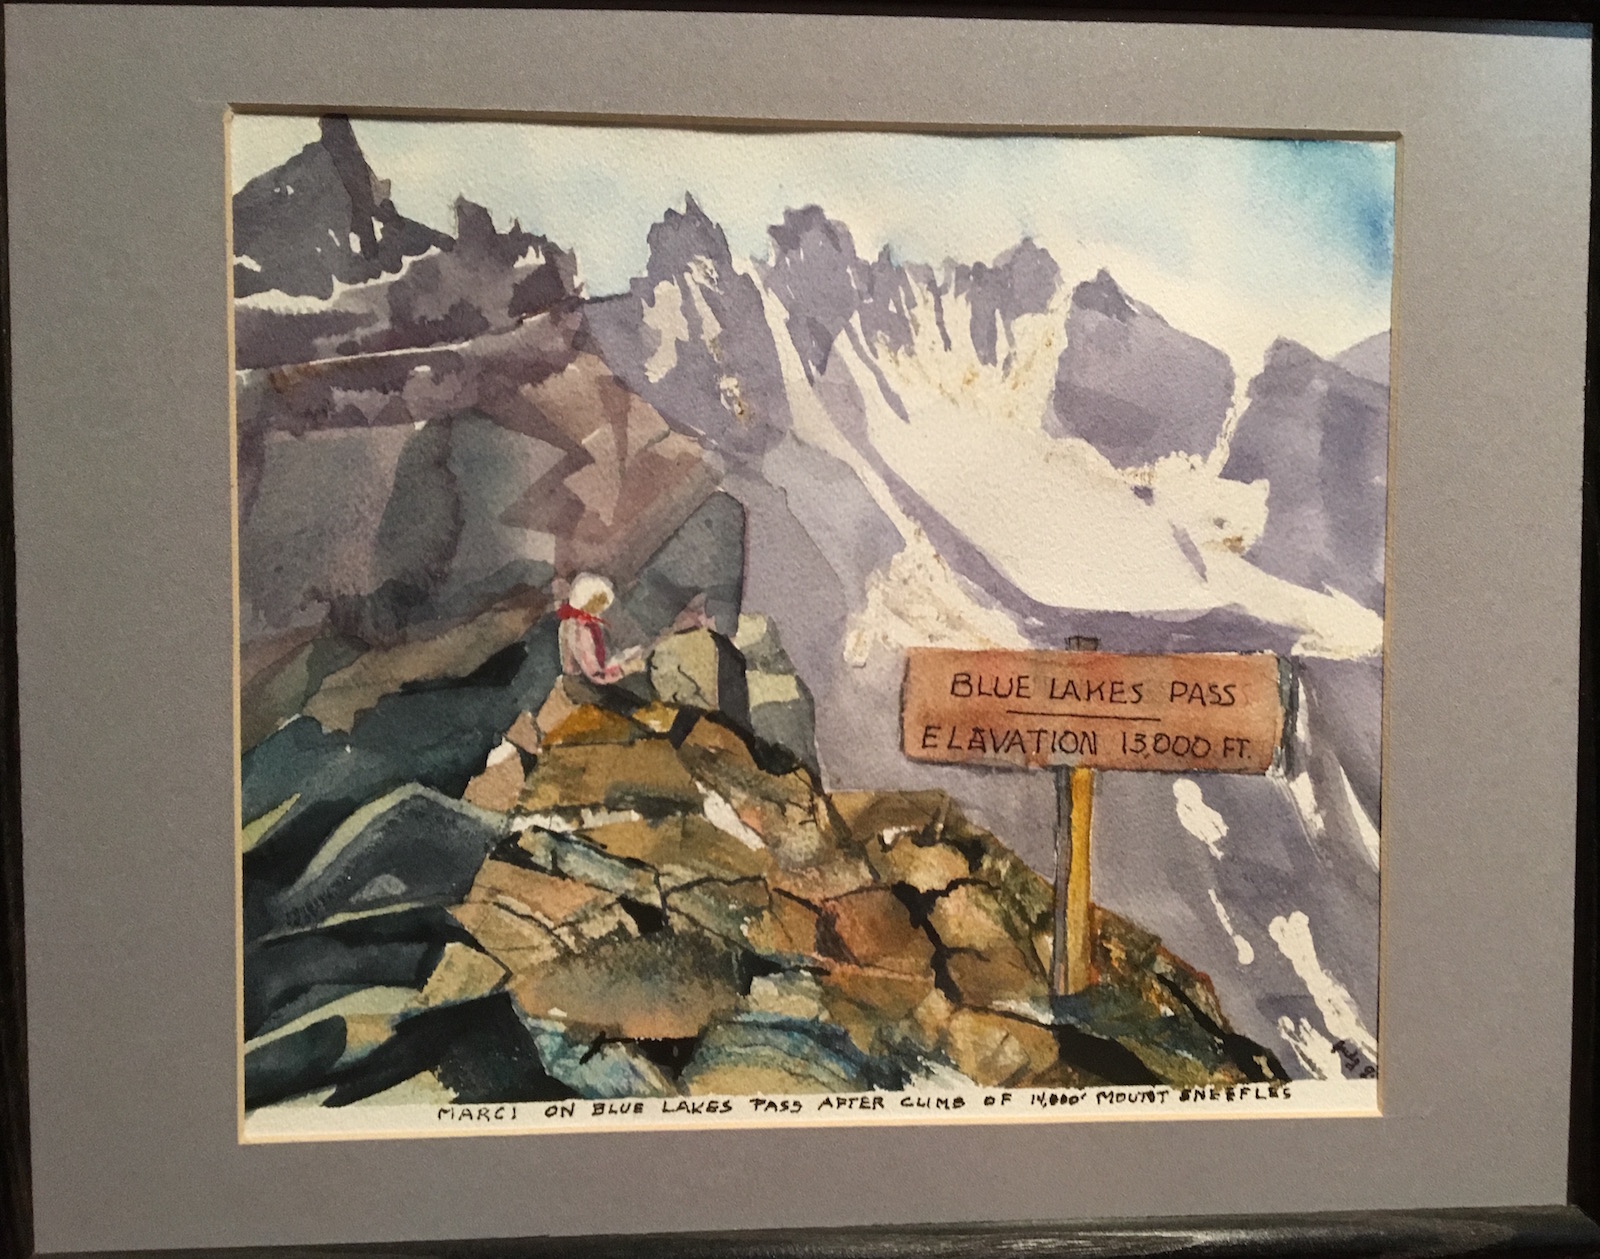 BLUE LAKES PASS
ELAVATION 13,000 FT.
MARCI ON BLUE LAKES PASS AFTER CLIMB OF 14,000' MOUNT SNEEFLES